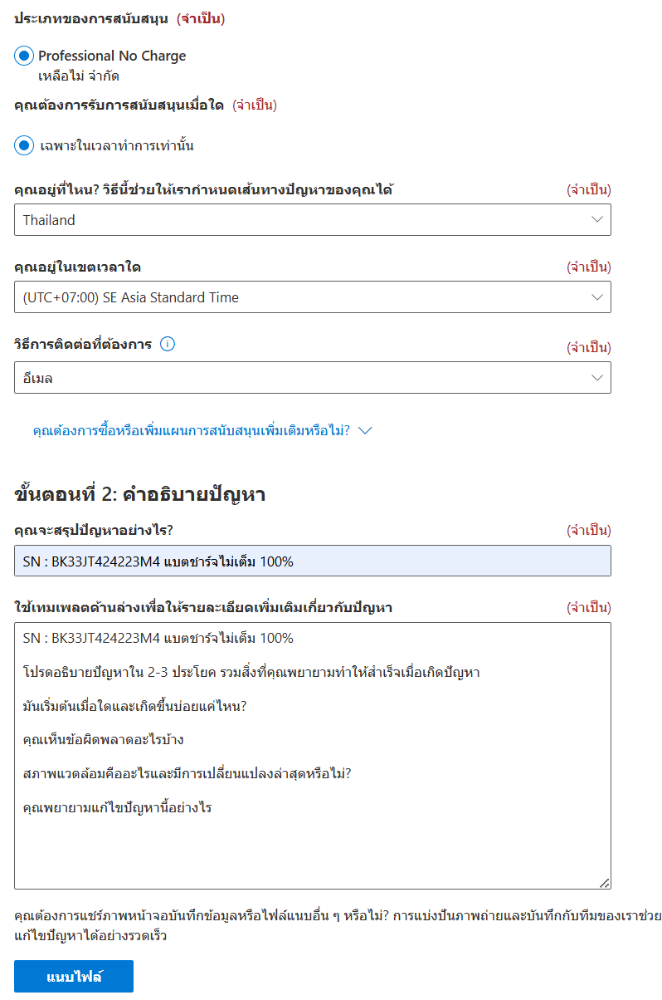 ประเภทของการสนับสนุน (จำเป็น)
Professional No Charge
เหลือไม่ จำกัด
คุณต้องการรับการสนับสนุนเมื่อใด (จำเป็น)
เฉพาะในเวลาทำการเท่านั้น
คุณอยู่ที่ไหน? วิธีนี้ช่วยให้เรากำหนดเส้นทางปัญหาของคุณได้ (จำเป็น)
Thailand
คุณอยู่ในเขตเวลาใด (จำเป็น)
(UTC+07:00) SE Asia Standard Time
วิธีการติดต่อที่ต้องการ (จำเป็น)
อีเมล
คุณต้องการซื้อหรือเพิ่มแผนการสนับสนุนเพิ่มเติมหรือไม่?
ขั้นตอนที่ 2: คำอธิบายปัญหา
คุณจะสรุปปัญหาอย่างไร? (จำเป็น)
SN : BK33JT424223M4 แบตชาร์จไม่เต็ม 100%
ใช้เทมเพลตด้านล่างเพื่อให้รายละเอียดเพิ่มเติมเกี่ยวกับปัญหา (จำเป็น)
SN : BK33JT424223M4 แบตชาร์จไม่เต็ม 100%
โปรดอธิบายปัญหาใน 2-3 ประโยค รวมสิ่งที่คุณพยายามทำให้สำเร็จเมื่อเกิดปัญหา
มันเริ่มต้นเมื่อใดและเกิดขึ้นบ่อยแค่ไหน?
คุณเห็นข้อผิดพลาดอะไรบ้าง
สภาพแวดล้อมคืออะไรและมีการเปลี่ยนแปลงล่าสุดหรือไม่?
คุณพยายามแก้ไขปัญหานี้อย่างไร
คุณต้องการแชร์ภาพหน้าจอบันทึกข้อมูลหรือไฟล์แนบอื่น ๆ หรือไม่? การแบ่งปันภาพถ่ายและบันทึกกับทีมของเราช่วย
แก้ไขปัญหาได้อย่างรวดเร็ว
แนบไฟล์